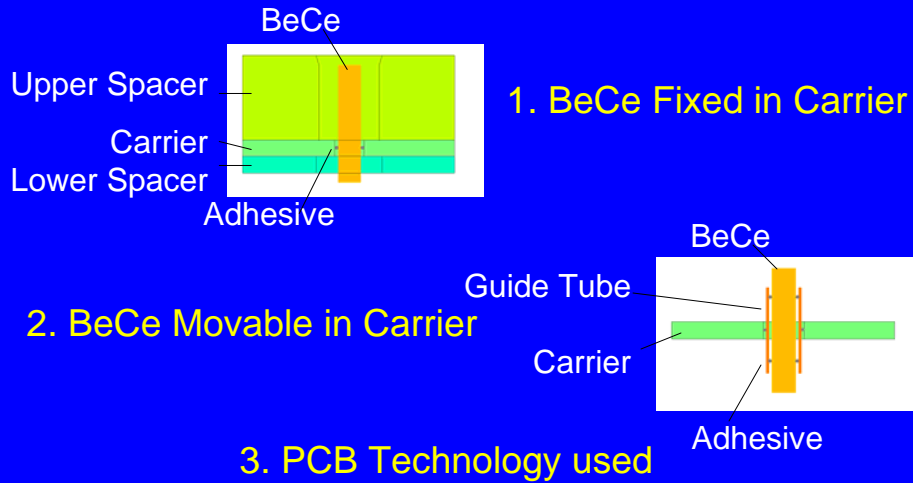 BeCe
Upper Spacer
1. BeCe Fixed in Carrier
Carrier
Lower Spacer
Adhesive
BeCe
Guide Tube
2. BeCe Movable in Carrier
Carrier
Adhesive
3. PCB Technology used